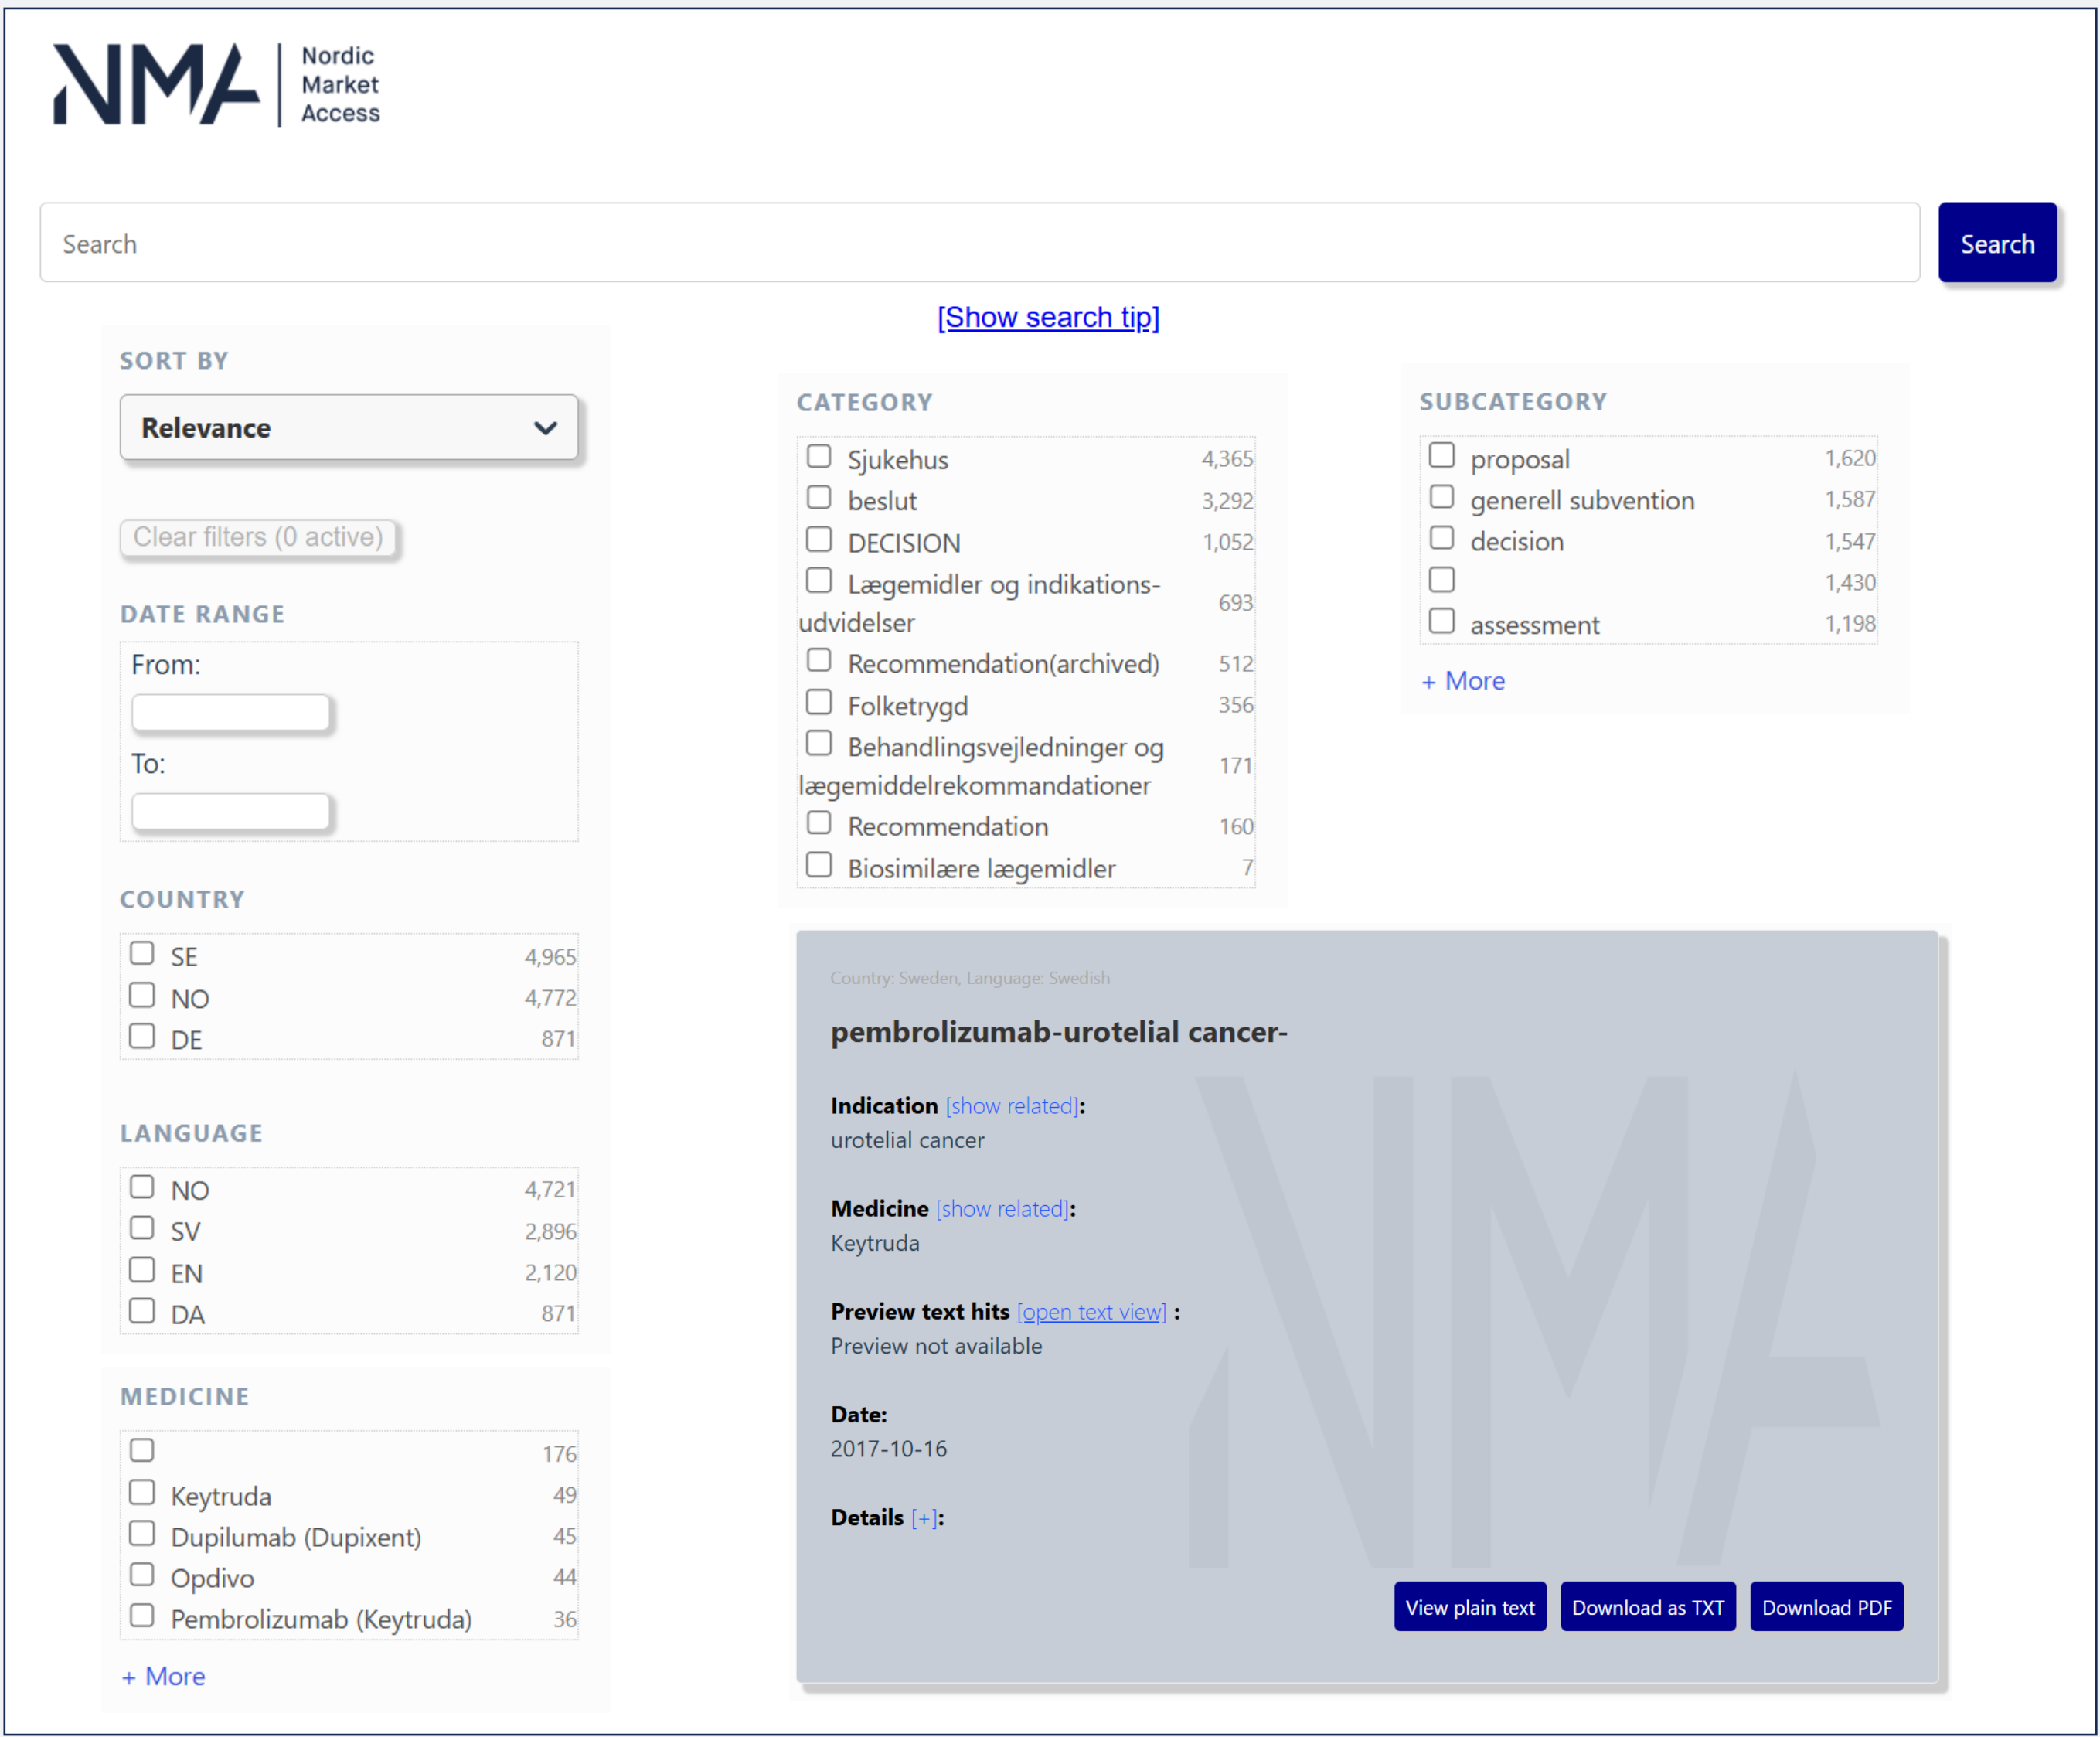 NMA
Nordic
Market
Access
Search
Search
[Show search tip]
SORT BY
Relevance
Clear filters (0 active)
DATE RANGE
From:
To:
COUNTRY
SE 4,965
NO 4,772
DE 871
LANGUAGE
NO 4,721
SV 2,896
EN 2,120
DA 871
MEDICINE
176
Keytruda 49
Dupilumab (Dupixent) 45
Opdivo 44
Pembrolizumab (Keytruda) 36
+ More
CATEGORY
Sjukehus 4,365
beslut 3,292
DECISION 1,052
Lægemidler og indikations-
udvidelser 693
Recommendation(archived) 512
Folketrygd 356
Behandlingsvejledninger og
lægemiddelrekommandationer 171
Recommendation 160
Biosimilære lægemidler 7
SUBCATEGORY
proposal 1,620
generell subvention 1,587
decision 1,547
1,430
assessment 1,198
+ More
Country: Sweden, Language: Swedish
pembrolizumab-urotelial cancer-
Indication [show related]:
urotelial cancer
Medicine [show related]:
Keytruda
Preview text hits [open text view] :
Preview not available
Date:
2017-10-16
Details [+]:
NMA
View plain text Download as TXT Download PDF